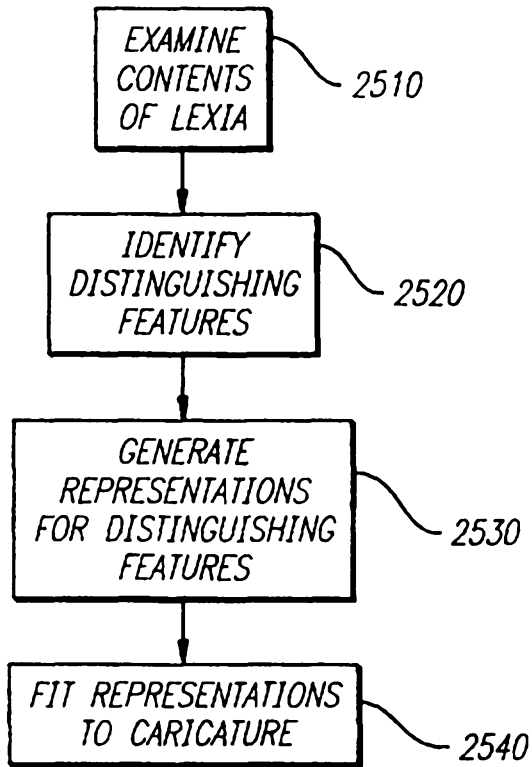 EXAMINE
CONTENTS
OF LEXIA
2510
IDENTIFY
DISTINGUISHING
FEATURES
2520
GENERATE
REPRESENTATIONS
FOR DISTINGUISHING
FEATURES
2530
FIT REPRESENTATIONS
TO CARICATURE
2540